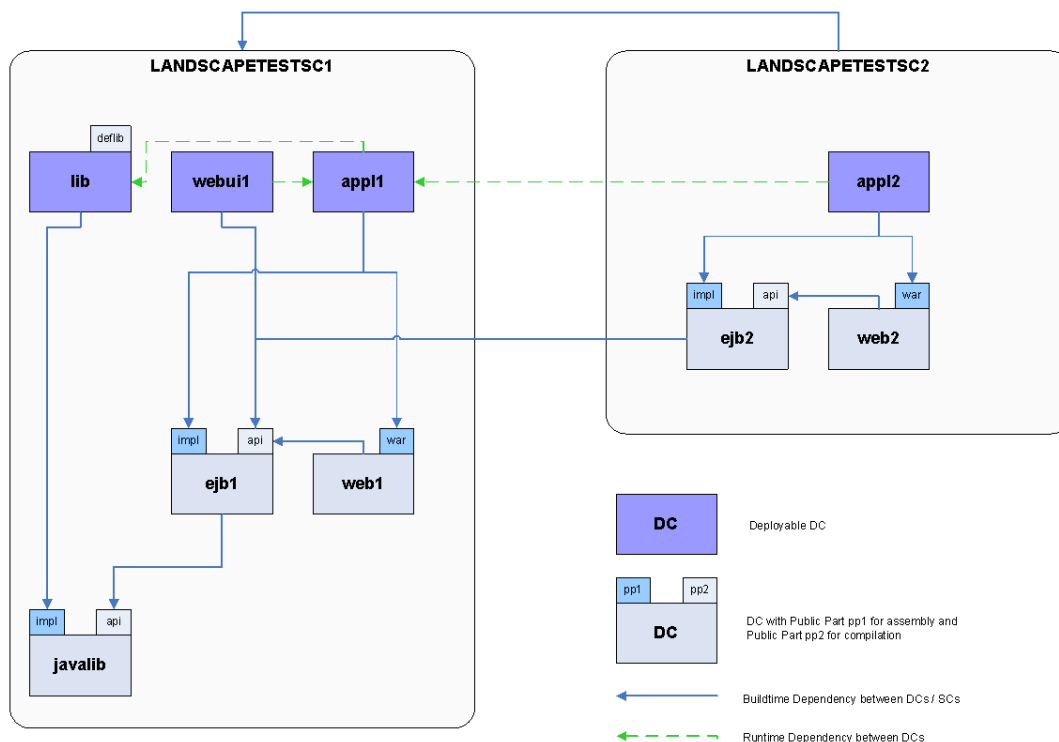 LANDSCAPETESTSC1
LANDSCAPETESTSC2
deflib
lib
webui1
appl1
appl2
impl
api
war
ejb2
web2
impl
api
war
ejb1
web1
impl
api
javalib
DC
Deployable DC
pp1
pp2
DC
DC with Public Part pp1 for assembly and
Public Part pp2 for compilation
Buildtime Dependency between DCs / SCs
Runtime Dependency between DCs